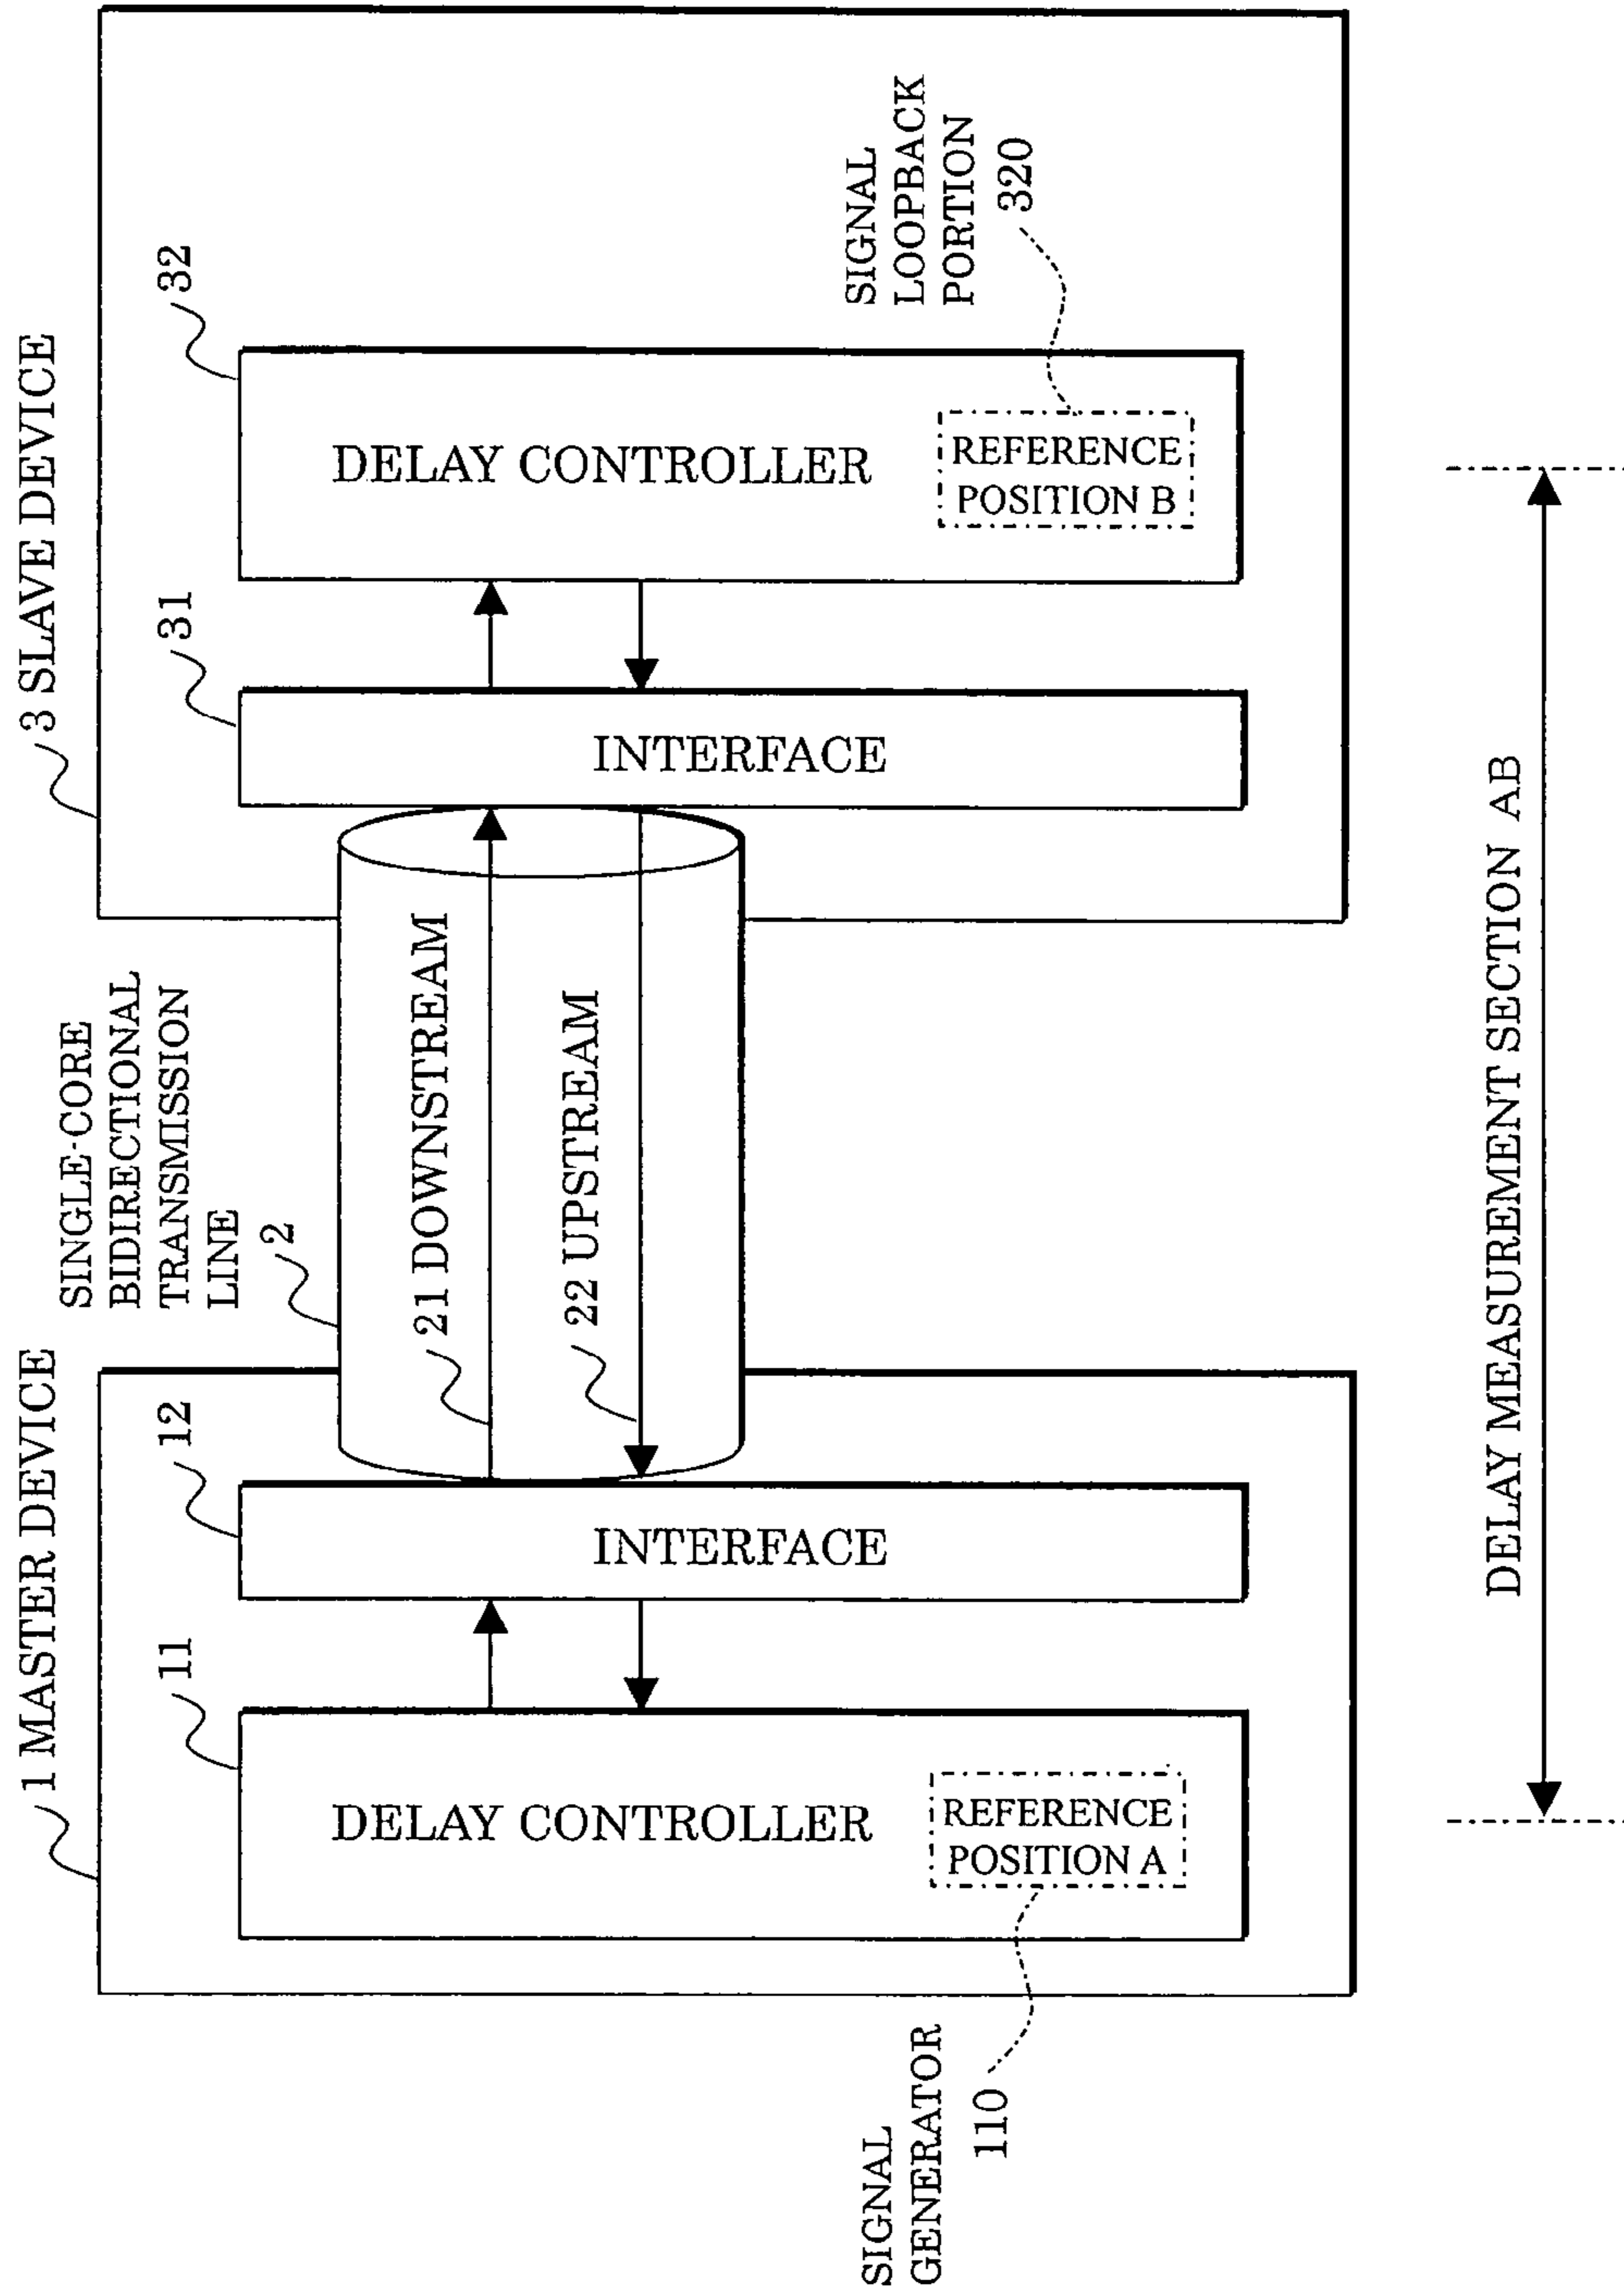 1 MASTER DEVICE
11
12
DELAY CONTROLLER
REFERENCE
POSITION A
SIGNAL
GENERATOR
110
INTERFACE
SINGLE-CORE
BIDIRECTIONAL
TRANSMISSION
LINE
2
21 DOWNSTREAM
22 UPSTREAM
3 SLAVE DEVICE
31
32
INTERFACE
DELAY CONTROLLER
REFERENCE
POSITION B
SIGNAL
LOOPBACK
PORTION
320
DELAY MEASUREMENT SECTION AB